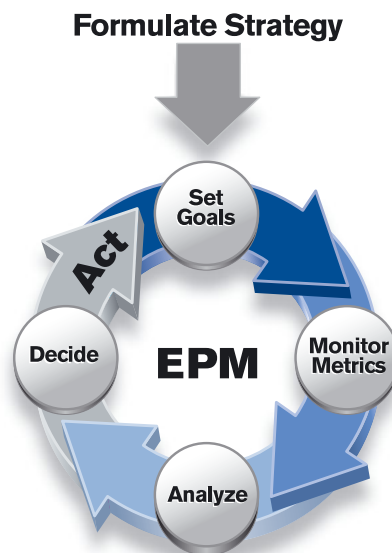 Formulate Strategy
Set
Goals
Act
Decide
EPM
Monitor
Metrics
Analyze